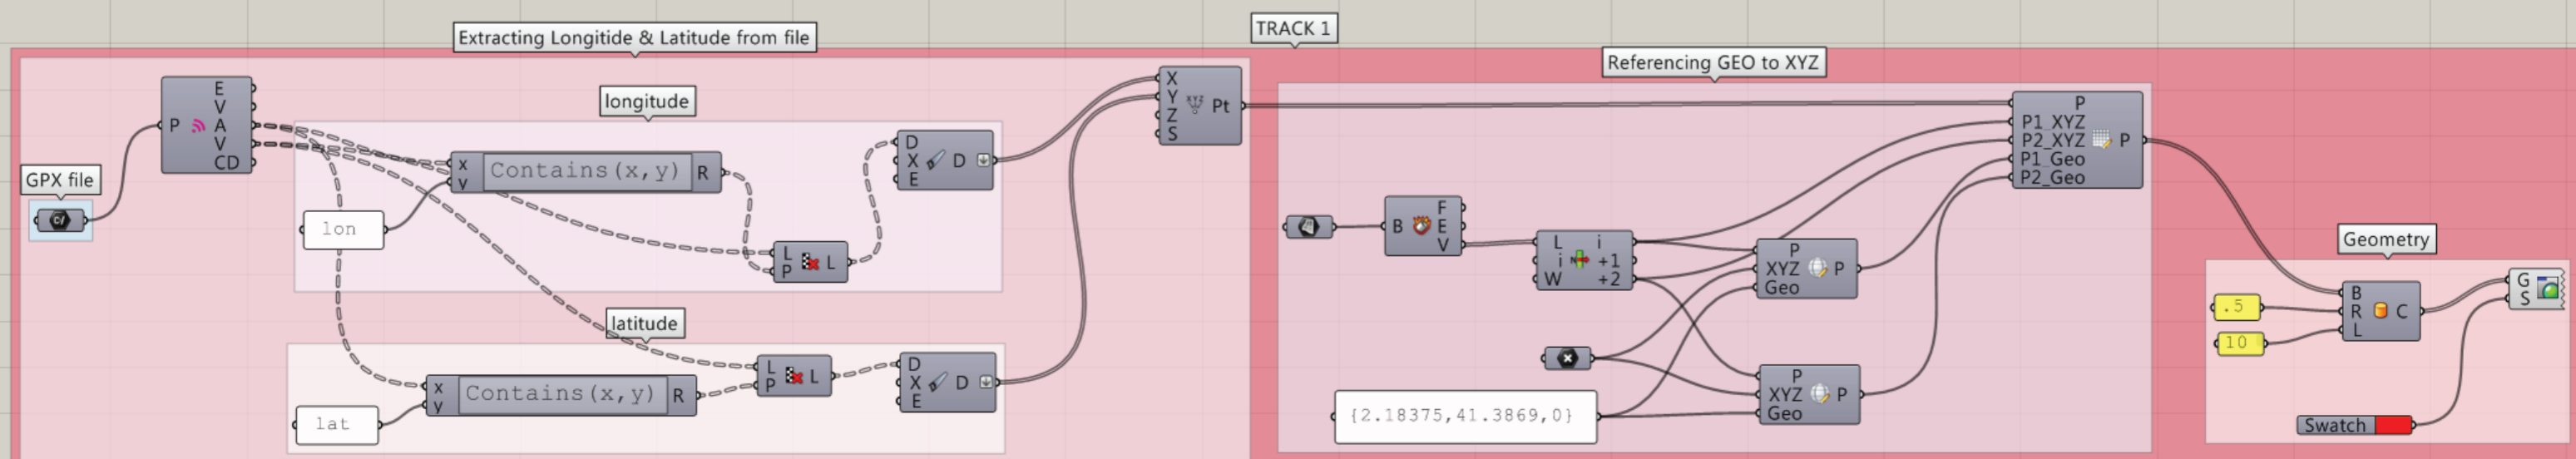 TRACK 1
Extracting Longitide & Latitude from file
Referencing GEO to XYZ
GPX file
P
E
V
A
V
CD
longitude
x
y
Contains(x,y)
R
lon
L
P
L
D
X
E
D
latitude
x
y
Contains(x,y)
R
lat
L
P
L
D
X
E
D
X
Y
Z
S
XYZ
Pt
B
F
E
V
L
i
W
i
+1
+2
P
XYZ
Geo
P
P
XYZ
Geo
P
{2.18375,41.3869,0}
P
P1_XYZ
P2_XYZ
P1_Geo
P2_Geo
P
Geometry
.5
10
B
R
L
C
G
S
Swatch